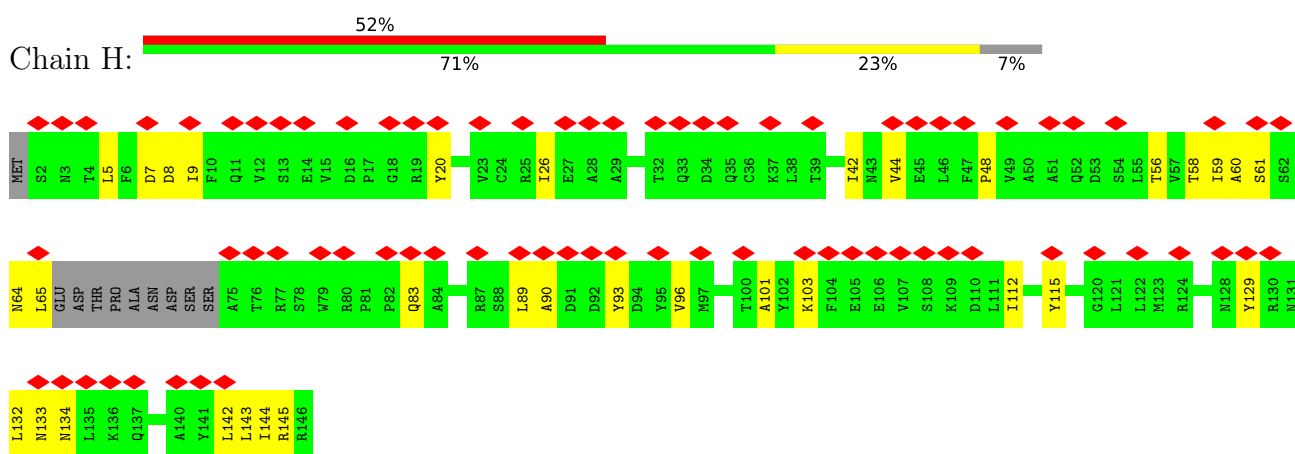 52%
Chain H:
71% 23% 7%
MET S2 N3 T4 L5 F6 D7 D8 I9 F10 Q11 V12 S13 E14 V15 D16 P17 G18 R19 Y20 V23 C24 R25 I26 E27 A28 A29 T32 Q33 D34 Q35 C36 K37 L38 T39 I42 N43 V44 E45 L46 F47 P48 V49 A50 A51 Q52 D53 S54 L55 T56 V57 T58 I59 A60 S61 S62
N64 L65 GLU ASP THR PRO ALA ASN ASP SER SER A75 T76 R77 S78 W79 R80 P81 P82 Q83 A84 R87 S88 L89 A90 D91 D92 Y93 D94 Y95 V96 M97 T100 A101 Y102 K103 F104 E105 E106 V107 S108 K109 D110 L111 I112 Y115 G120 L121 L122 M123 R124 N128 Y129 R130 N131
L132 N133 N134 L135 K136 Q137 A140 Y141 L142 L143 I144 R145 R146